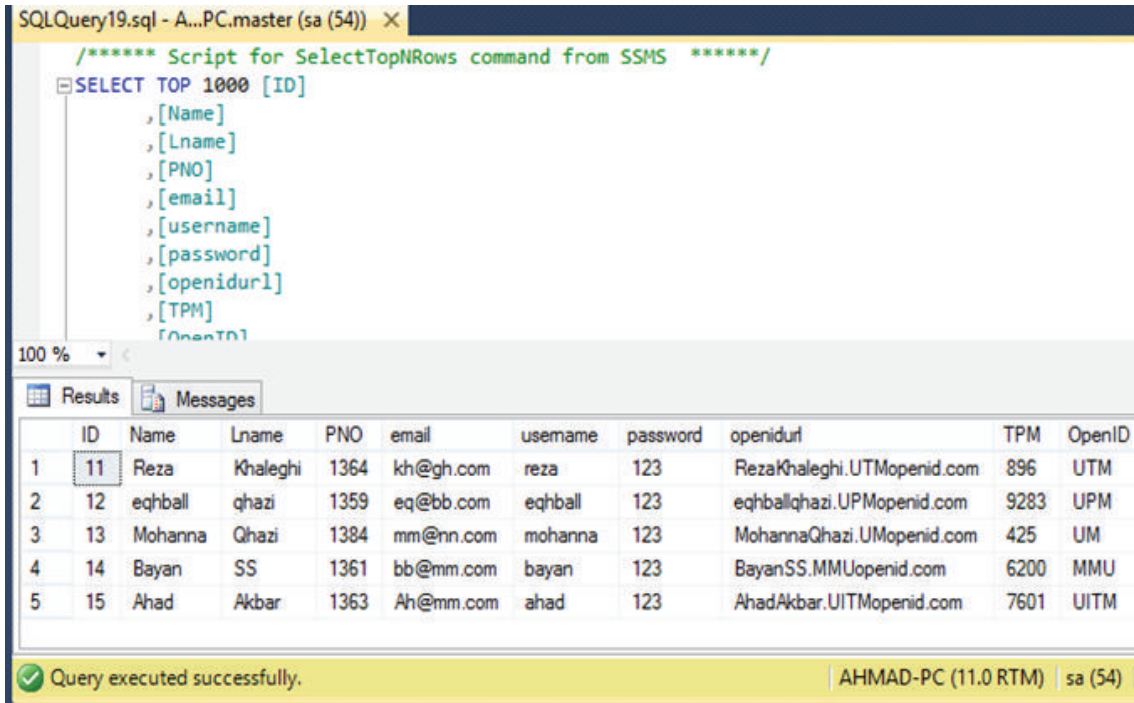 SQLQuery19.sql - A...PC.master (sa (54)) ×
/****** Script for SelectTopNRows command from SSMS ******/
SELECT TOP 1000 [ID]
,[Name]
,[Lname]
,[PNO]
,[email]
,[username]
,[password]
,[openidurl]
,[TPM]
[OpenID]
100 %
Results Messages
ID Name Lname PNO email username password openidurl TPM OpenID
1 11 Reza Khaleghi 1364 kh@gh.com reza 123 RezaKhaleghi.UTMopenid.com 896 UTM
2 12 eqhball qhazi 1359 eq@bb.com eqhball 123 eqhballqhazi.UPMopenid.com 9283 UPM
3 13 Mohanna Qhazi 1384 mm@nn.com mohanna 123 MohannaQhazi.UMopenid.com 425 UM
4 14 Bayan SS 1361 bb@mm.com bayan 123 BayanSS.MMUopenid.com 6200 MMU
5 15 Ahad Akbar 1363 Ah@mm.com ahad 123 AhadAkbar.UITMopenid.com 7601 UITM
Query executed successfully. AHMAD-PC (11.0 RTM) sa (54)